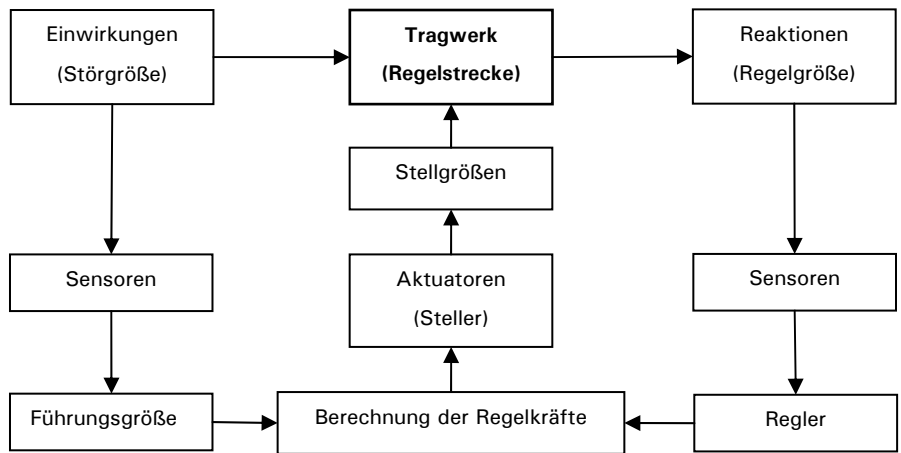 Einwirkungen
(Störgröße)
Tragwerk
(Regelstrecke)
Reaktionen
(Regelgröße)
Stellgrößen
Sensoren
Aktuatoren
(Steller)
Sensoren
Führungsgröße
Berechnung der Regelkräfte
Regler